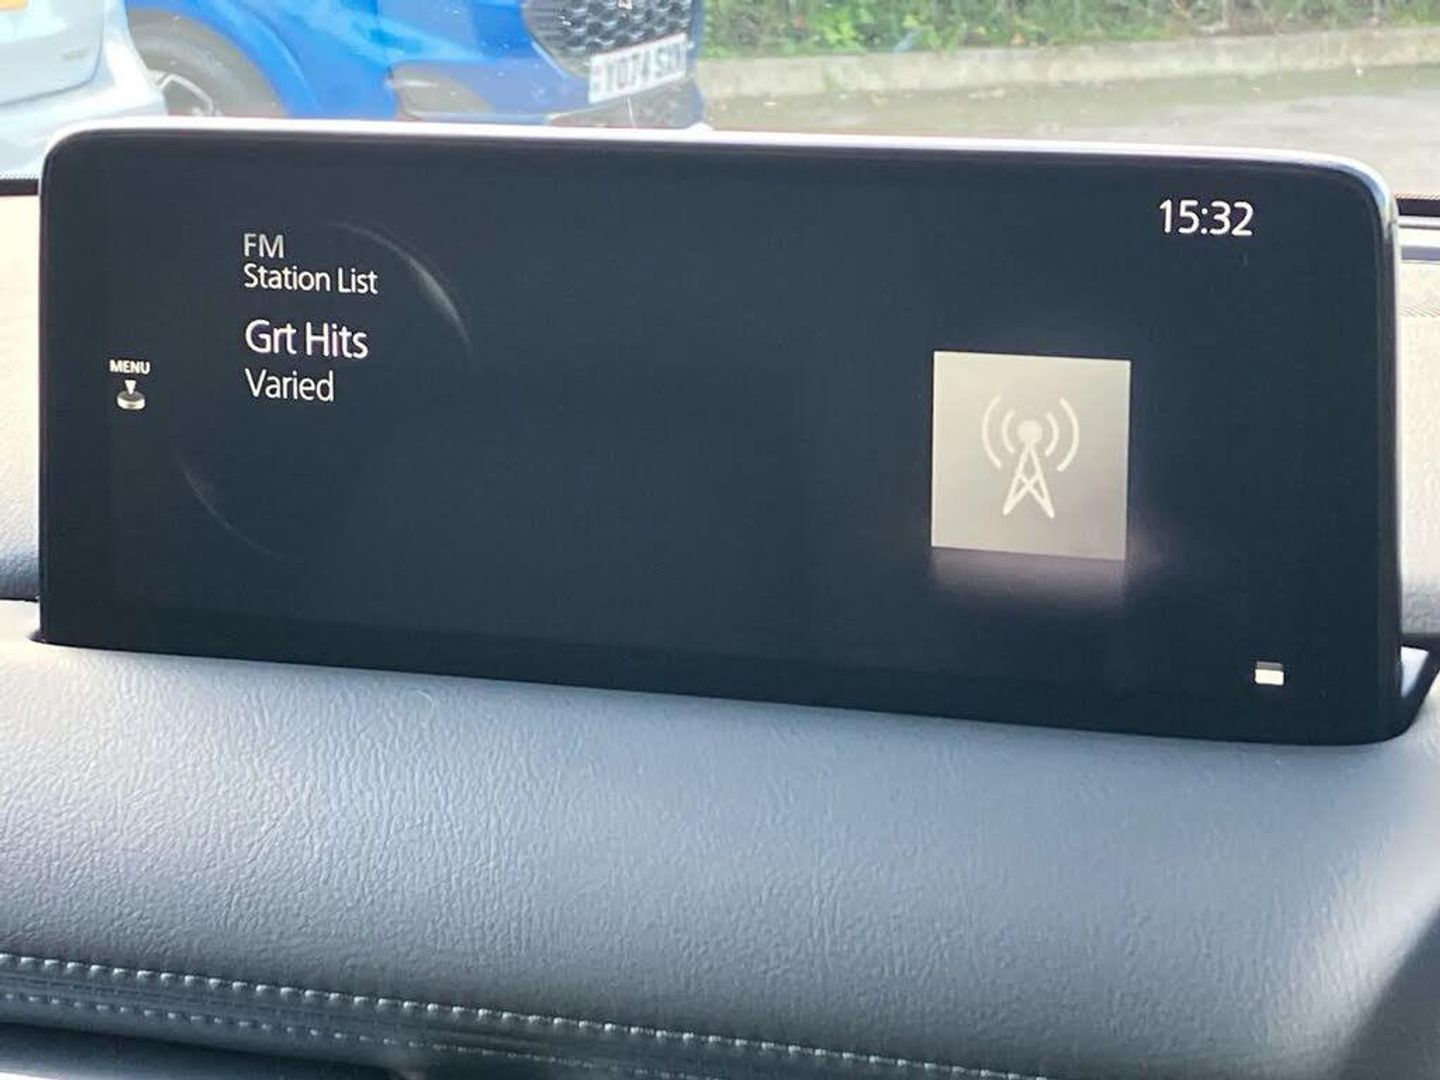 15:32
FM
Station List
Grt Hits
MENU
Varied